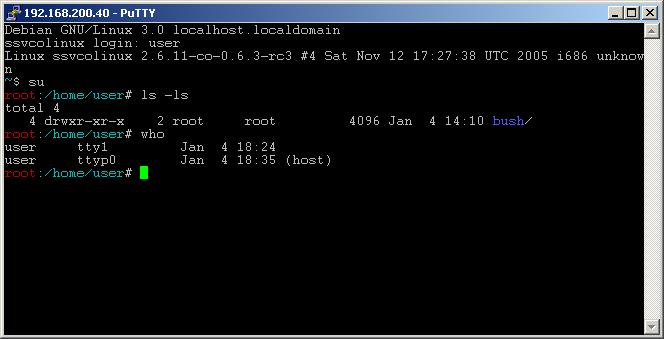 192.168.200.40 - PuTTY
Debian GNU/Linux 3.0 localhost.localdomain
ssvcolinux login: user
Linux ssvcolinux 2.6.11-co-0.6.3-rc3 #4 Sat Nov 12 17:27:38 UTC 2005 i686 unknow
n
~$ su
root:/home/user# ls -ls
total 4
   4 drwxr-xr-x    2 root     root         4096 Jan  4 14:10 bush/
root:/home/user# who
user     tty1         Jan  4 18:24
user     ttyp0        Jan  4 18:35 (host)
root:/home/user#